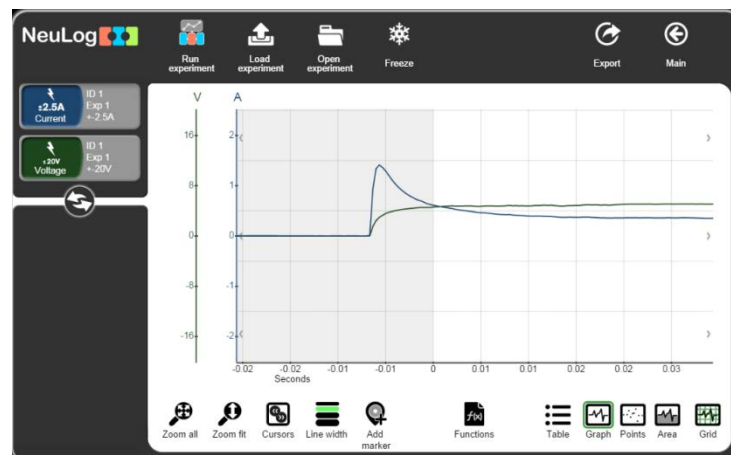 NeuLog
Run
experiment
Load
experiment
Open
experiment
Freeze
Export
Main
±2.5A
Current
ID 1
Exp 1
+-2.5A
±20V
Voltage
ID 1
Exp 1
+-20V
V
A
16
8
0
-8
-16
2
1
0
-1
-2
-0.02
-0.02
-0.01
-0.01
0
0.01
0.01
0.02
0.02
0.03
Seconds
Zoom all
Zoom fit
Cursors
Line width
Add
marker
f(x)
Functions
Table
Graph
Points
Area
Grid